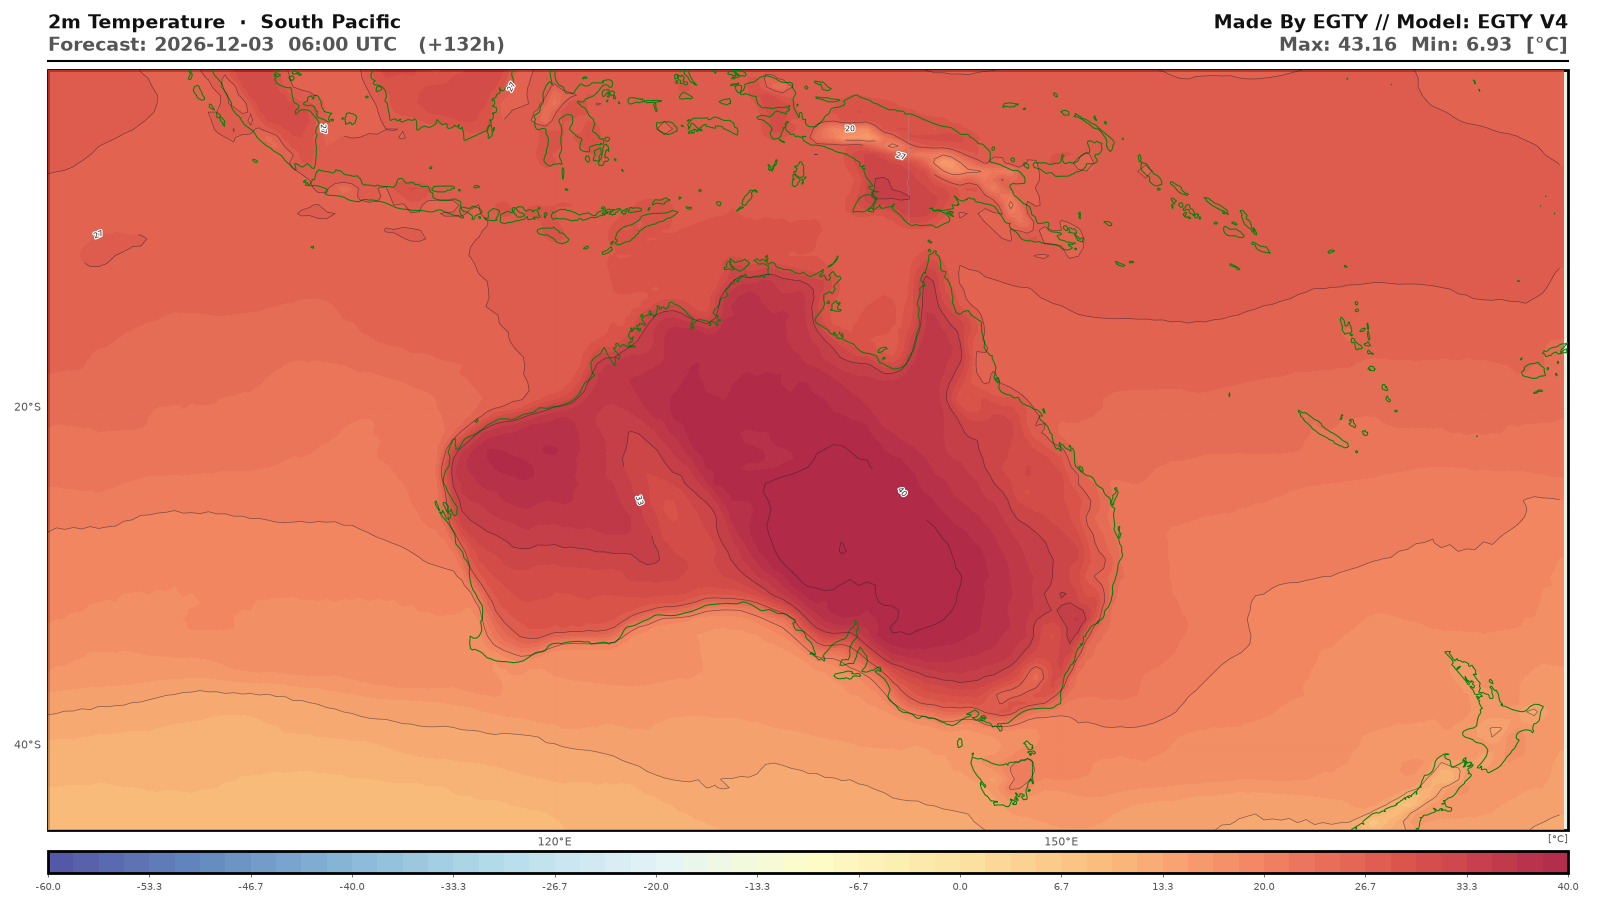 2m Temperature · South Pacific
Made By EGTY // Model: EGTY V4
Forecast: 2026-12-03 06:00 UTC (+132h)
Max: 43.16 Min: 6.93 [°C]
27
20
27
27
40
33
20°S
40°S
120°E
150°E
[°C]
-60.0 -53.3 -46.7 -40.0 -33.3 -26.7 -20.0 -13.3 -6.7 0.0 6.7 13.3 20.0 26.7 33.3 40.0